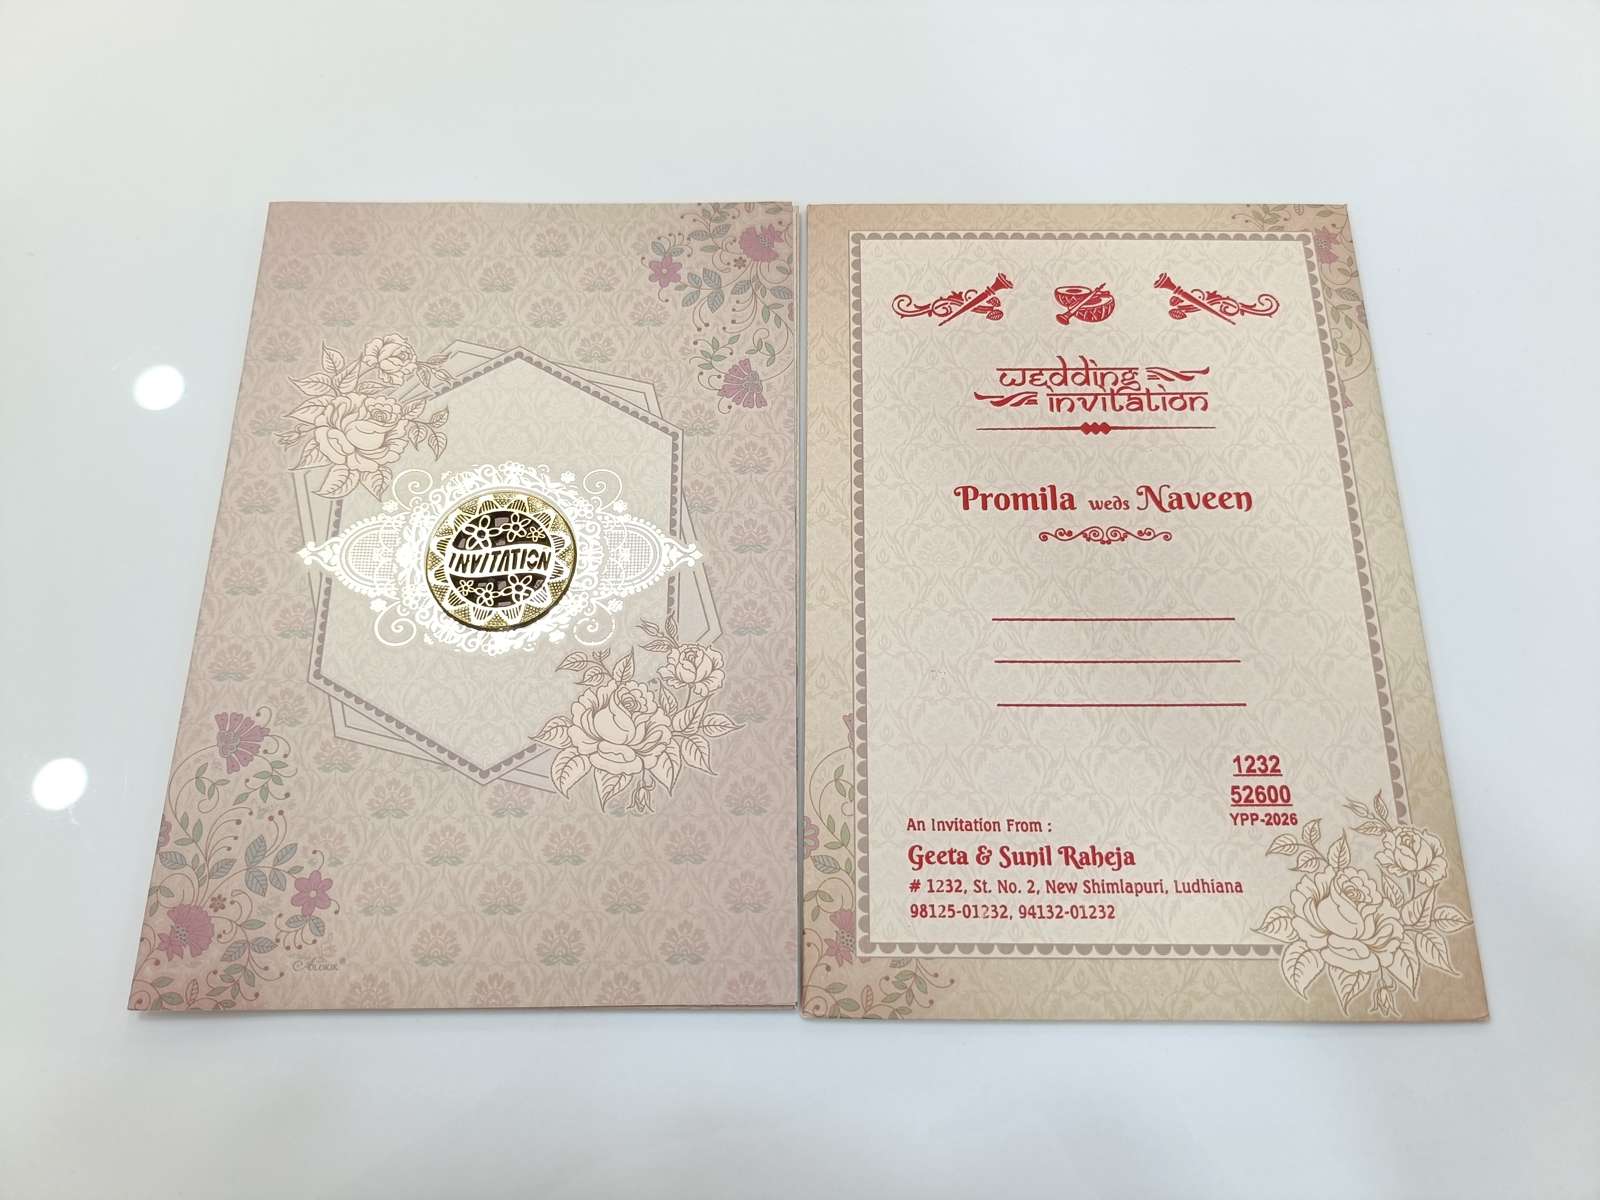 INVITATION
AOLUKIK
wedding
invitation
Promila weds Naveen
1232
52600
YPP-2026
An Invitation From :
Geeta & Sunil Raheja
# 1232, St. No. 2, New Shimlapuri, Ludhiana
98125-01232, 94132-01232